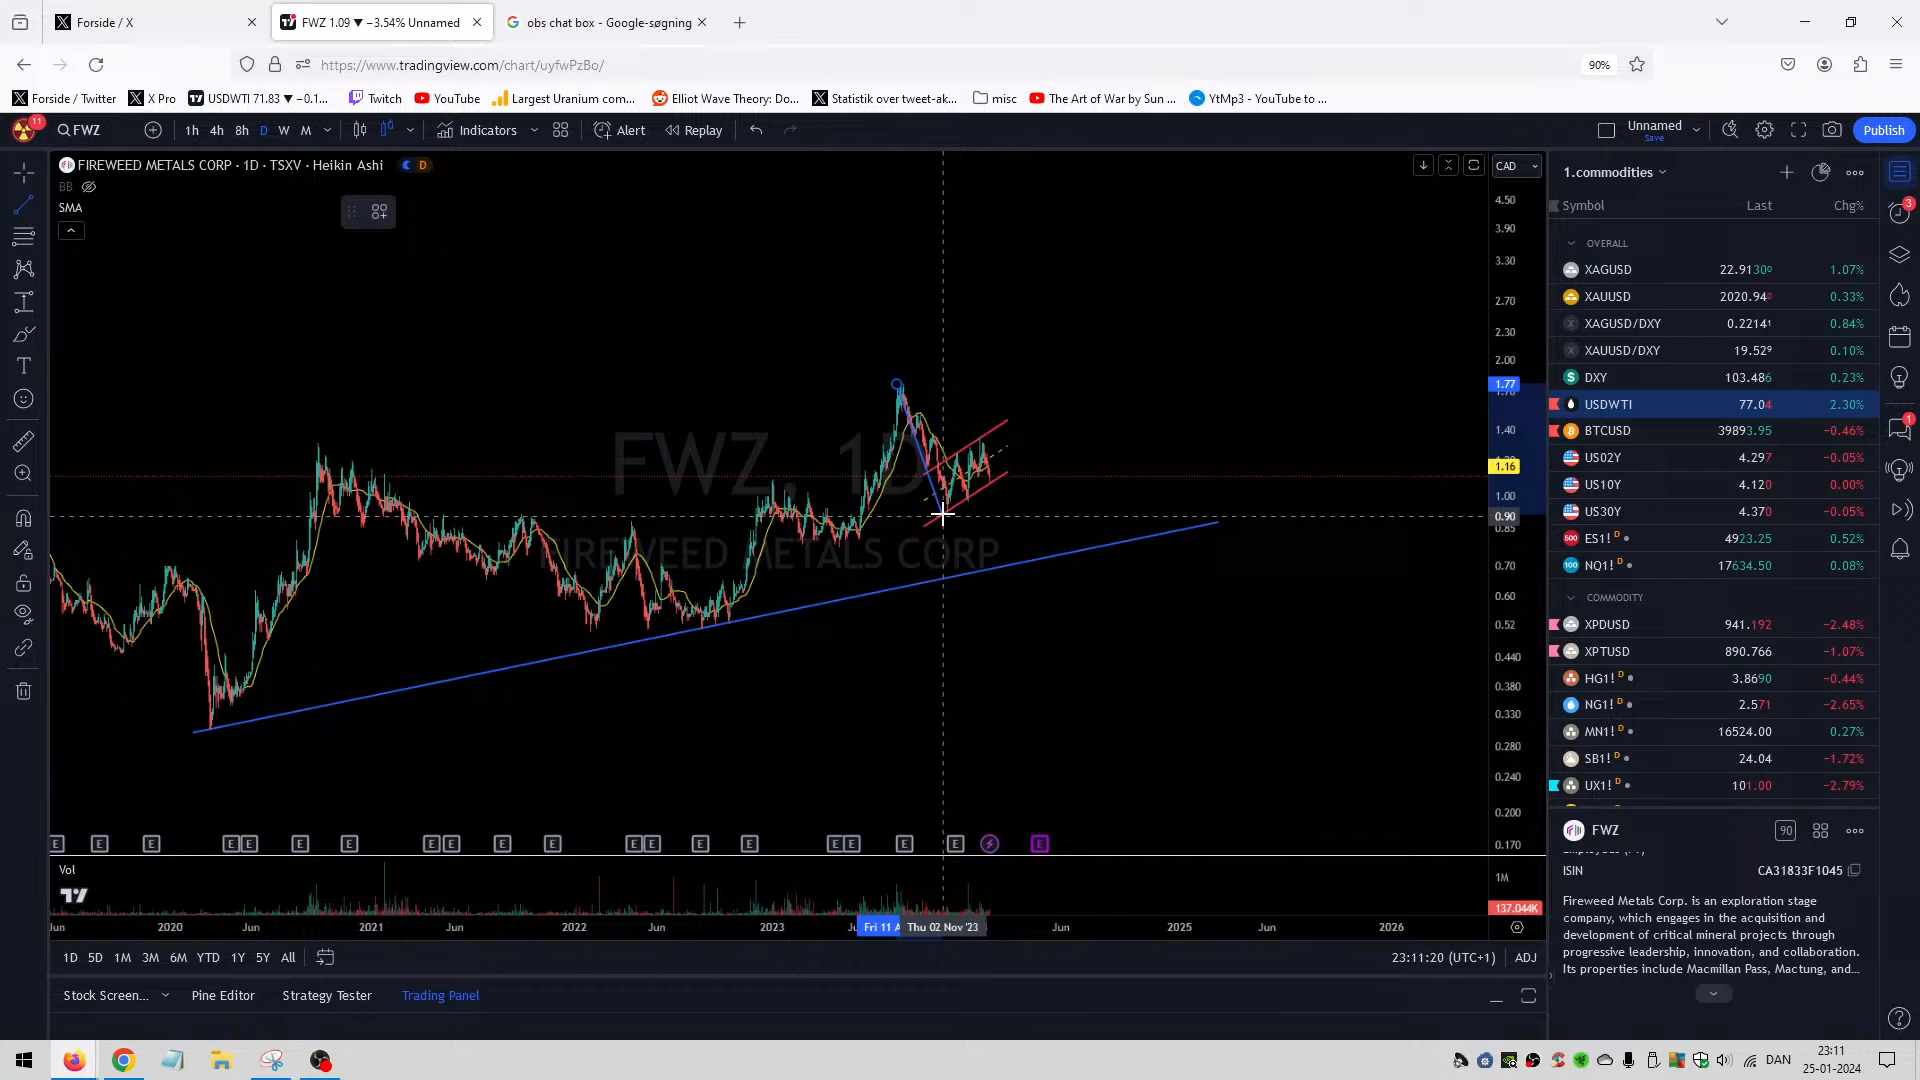 Forside / X
FWZ 1.09 ▼ −3.54% Unnamed
obs chat box - Google-søgning
https://www.tradingview.com/chart/uyfwPzBo/
90%
Forside / Twitter
X Pro
USDWTI 71.83 ▼ −0.1...
Twitch
YouTube
Largest Uranium com...
Elliot Wave Theory: Do...
Statistik over tweet-ak...
misc
The Art of War by Sun ...
YtMp3 - YouTube to ...
11
FWZ
1h 4h 8h D W M
Indicators
Alert
Replay
Unnamed
Save
Publish
FIREWEED METALS CORP · 1D · TSXV · Heikin Ashi
D
BB
SMA
CAD
4.50
3.90
3.30
2.70
2.30
2.00
1.77
1.40
1.16
1.00
0.90
0.85
0.70
0.60
0.52
0.440
0.380
0.330
0.280
0.240
0.200
0.170
FWZ, 1D
FIREWEED METALS CORP
E E E E E E E E E E E E E E E E E E E E
Vol
1M
137.044K
Jun 2020 Jun 2021 Jun 2022 Jun 2023 Fri 11 A Thu 02 Nov '23 Jun 2025 Jun 2026
1D 5D 1M 3M 6M YTD 1Y 5Y All
23:11:20 (UTC+1)
ADJ
Stock Screen...
Pine Editor
Strategy Tester
Trading Panel
1.commodities
Symbol Last Chg%
OVERALL
XAGUSD 22.9130⁰ 1.07%
XAUUSD 2020.94⁰ 0.33%
XAGUSD/DXY 0.2214¹ 0.84%
XAUUSD/DXY 19.52⁹ 0.10%
DXY 103.486 0.23%
USDWTI 77.04 2.30%
BTCUSD 39893.95 −0.46%
US02Y 4.297 −0.05%
US10Y 4.120 0.00%
US30Y 4.370 −0.05%
ES1! D 4923.25 0.52%
NQ1! D 17634.50 0.08%
COMMODITY
XPDUSD 941.192 −2.48%
XPTUSD 890.766 −1.07%
HG1! D 3.8690 −0.44%
NG1! D 2.571 −2.65%
MN1! D 16524.00 0.27%
SB1! D 24.04 −1.72%
UX1! D 101.00 −2.79%
FWZ
90
ISIN CA31833F1045
Fireweed Metals Corp. is an exploration stage
company, which engages in the acquisition and
development of critical mineral projects through
progressive leadership, innovation, and collaboration.
Its properties include Macmillan Pass, Mactung, and...
3
1
DAN
23:11
25-01-2024